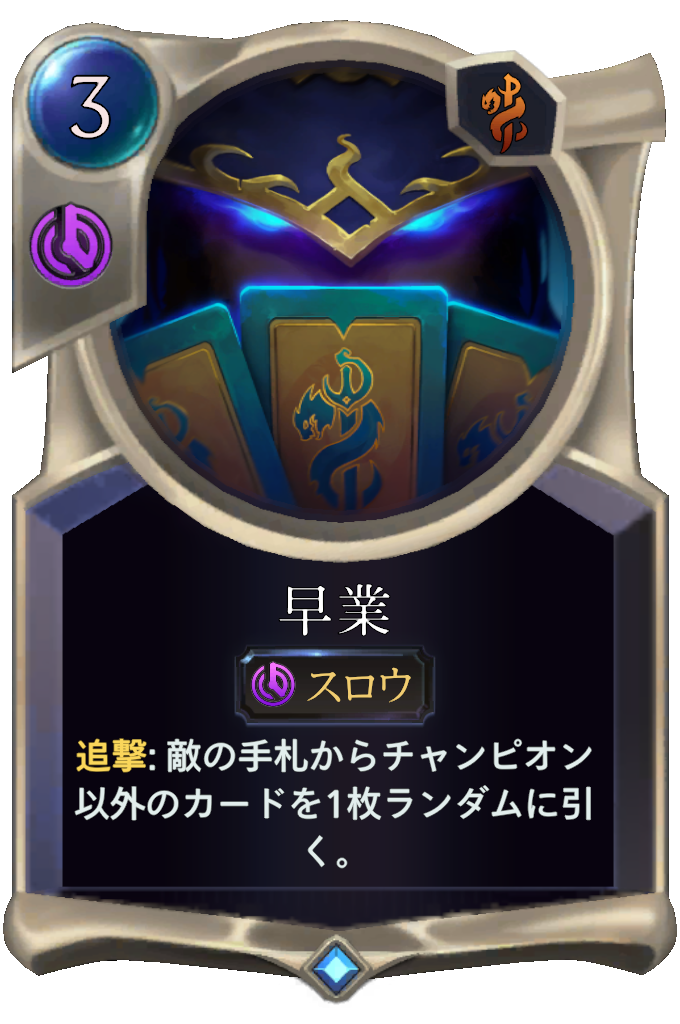 3
早業
スロウ
追撃: 敵の手札からチャンピオン
以外のカードを1枚ランダムに引
く。